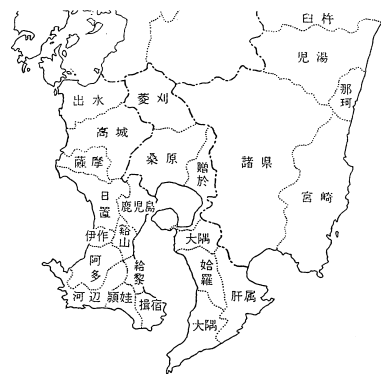 臼杵
児湯
那珂
出水
菱刈
高城
薩摩
桑原
贈於
諸県
宮崎
日置
鹿児島
谿山
伊作
大隅
阿多
給黎
姶羅
河辺
頴娃
揖宿
肝属
大隅